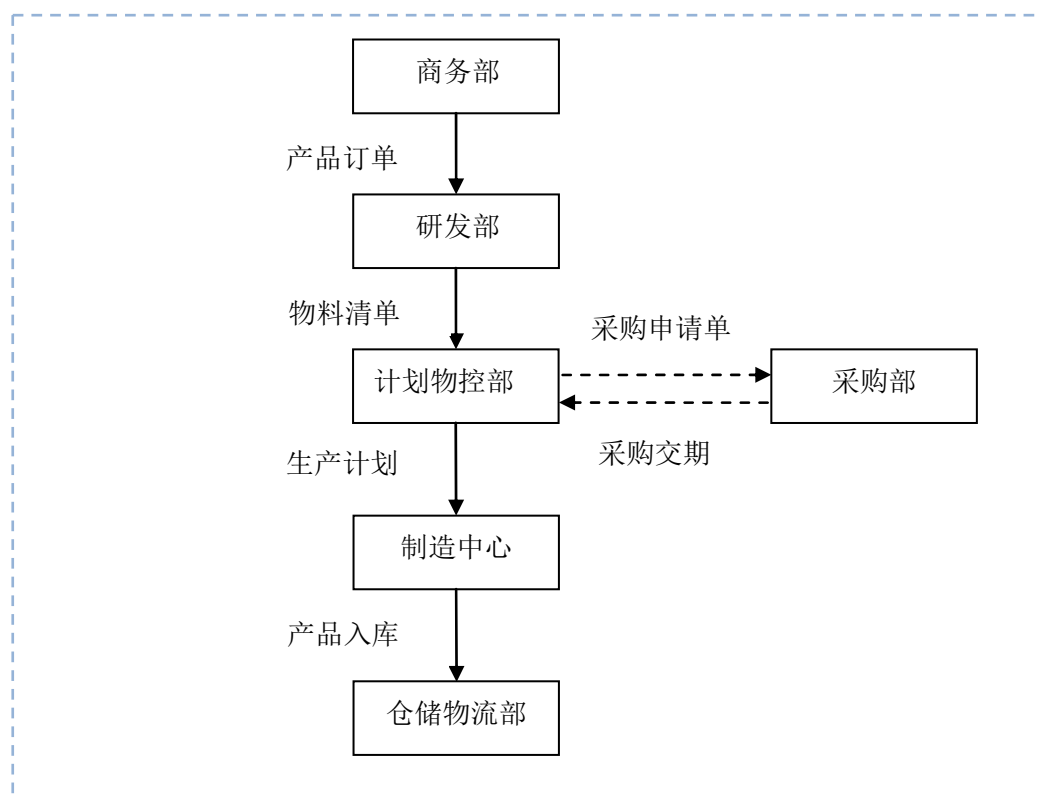 商务部
产品订单
研发部
物料清单
采购申请单
计划物控部
采购部
采购交期
生产计划
制造中心
产品入库
仓储物流部